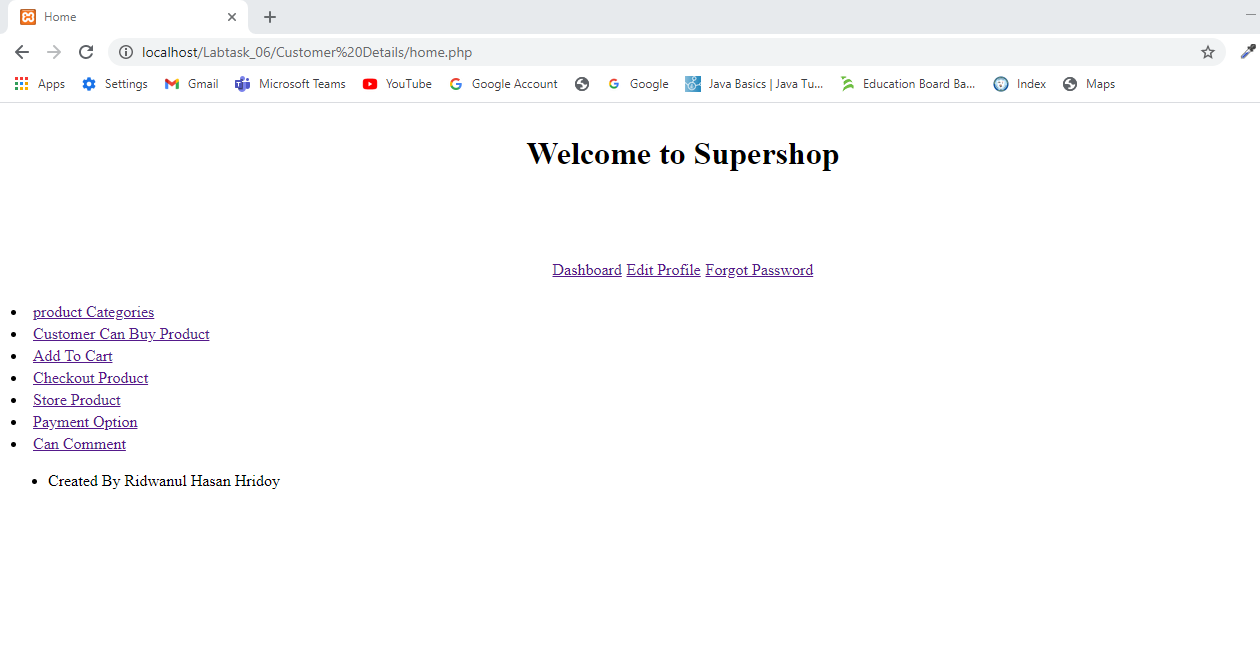 Home
localhost/Labtask_06/Customer%20Details/home.php
Apps Settings Gmail Microsoft Teams YouTube Google Account Google Java Basics | Java Tu... Education Board Ba... Index Maps
Welcome to Supershop
Dashboard Edit Profile Forgot Password
product Categories
Customer Can Buy Product
Add To Cart
Checkout Product
Store Product
Payment Option
Can Comment
Created By Ridwanul Hasan Hridoy